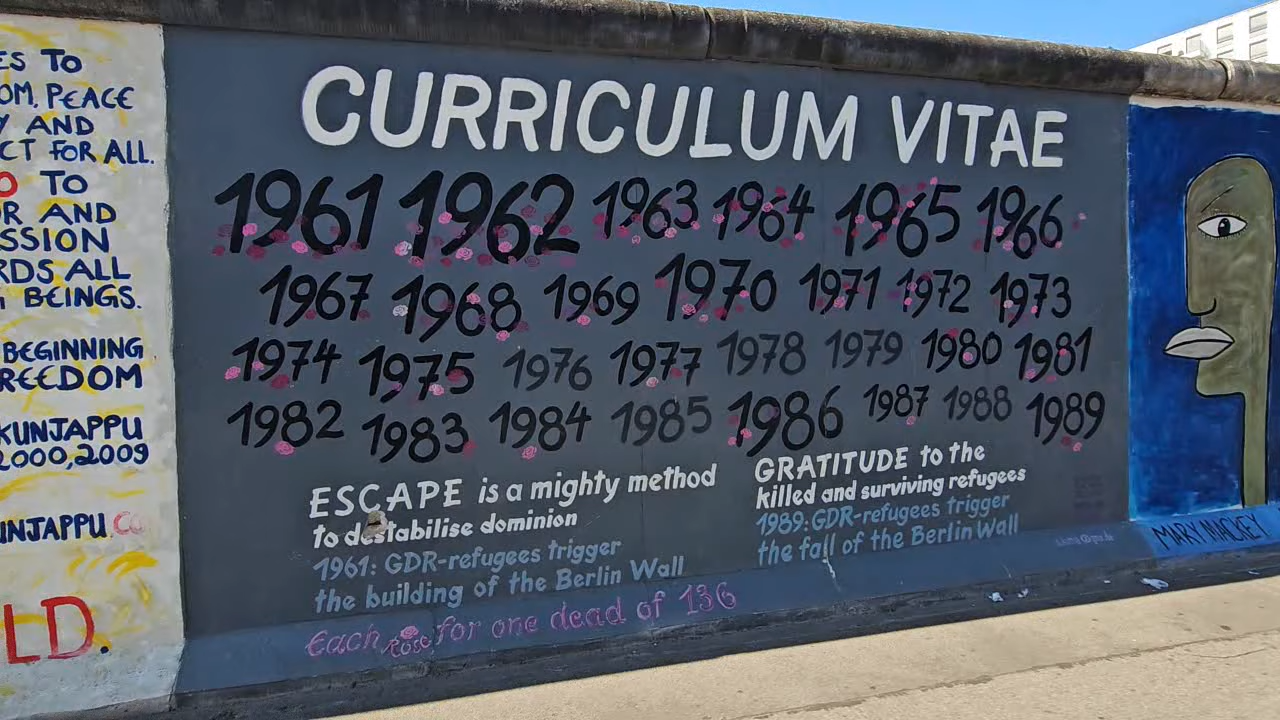 ES TO
OM, PEACE
Y AND
CT FOR ALL.
O TO
R AND
SSION
RDS ALL
BEINGS.
BEGINNING
REEDOM
KUNJAPPU
2000,2009
UNJAPPU.CO
LD.
CURRICULUM VITAE
1961 1962 1963 1964 1965 1966
1967 1968 1969 1970 1971 1972 1973
1974 1975 1976 1977 1978 1979 1980 1981
1982 1983 1984 1985 1986 1987 1988 1989
ESCAPE is a mighty method
to destabilise dominion
1961: GDR-refugees trigger
the building of the Berlin Wall
GRATITUDE to the
killed and surviving refugees
1989: GDR-refugees trigger
the fall of the Berlin Wall
Each rose for one dead of 136
MARY MACKEY